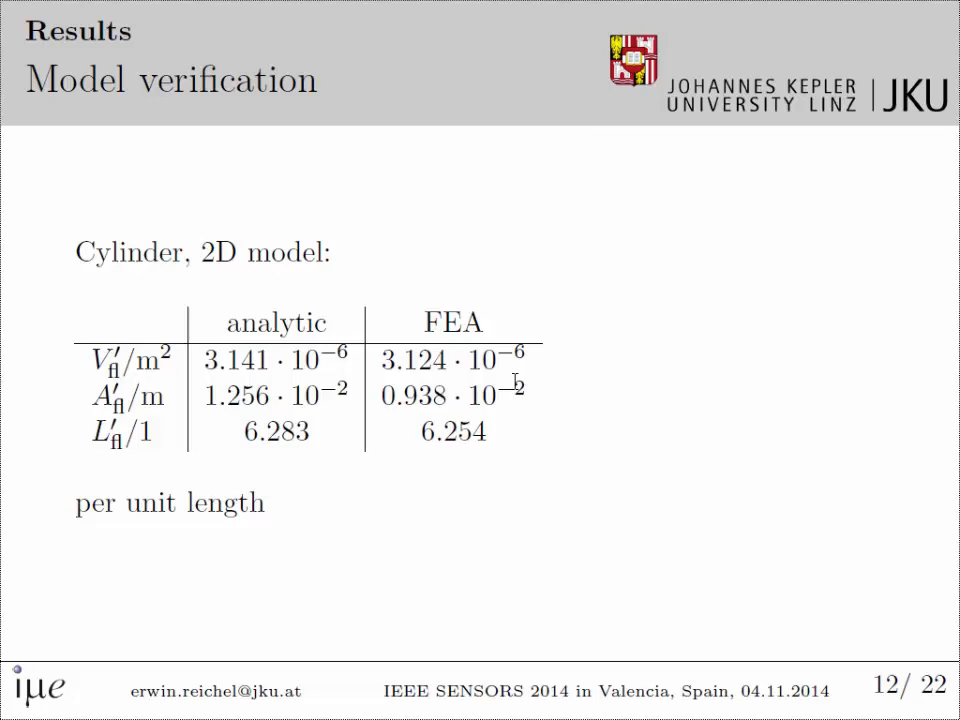 Results
Model verification
JOHANNES KEPLER
UNIVERSITY LINZ | JKU
Cylinder, 2D model:
analytic FEA
V′fl/m² 3.141 · 10⁻⁶ 3.124 · 10⁻⁶
A′fl/m 1.256 · 10⁻² 0.938 · 10⁻²
L′fl/1 6.283 6.254
per unit length
iμe erwin.reichel@jku.at IEEE SENSORS 2014 in Valencia, Spain, 04.11.2014 12/ 22